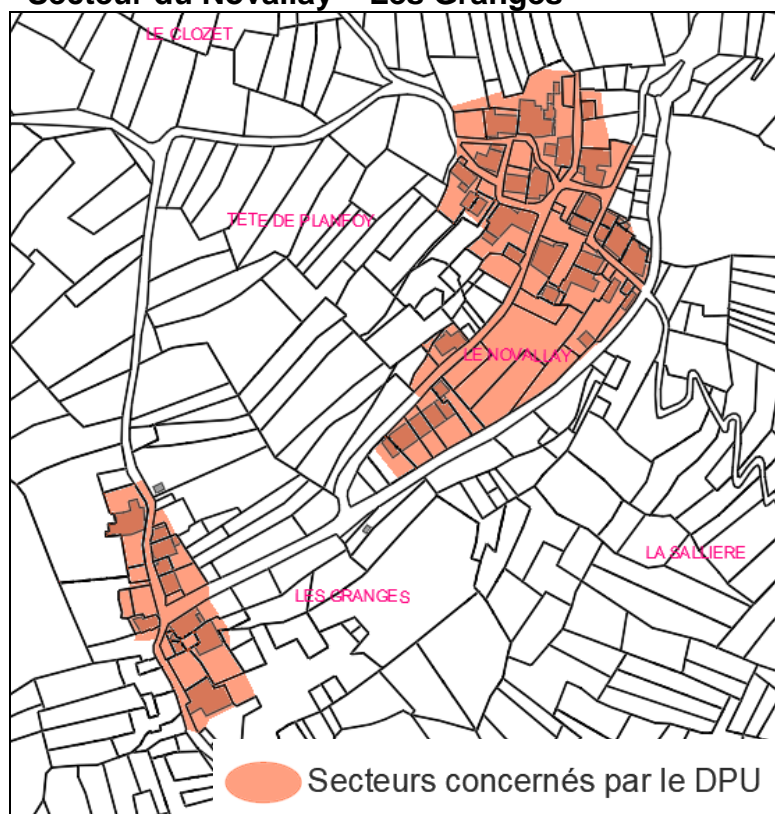 Secteur du Novallay – Les Granges
LE CLOZET
TETE DE PLANFOY
LE NOVALLAY
LA SALLIERE
LES GRANGES
Secteurs concernés par le DPU